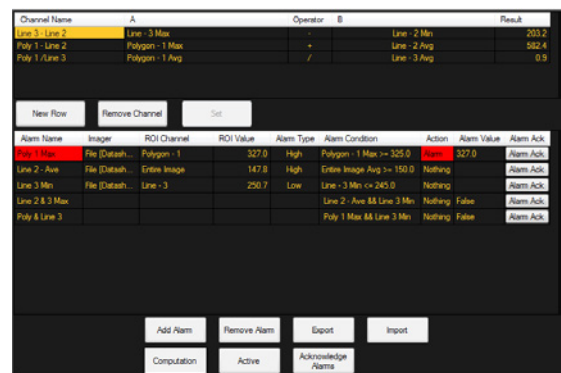 Channel Name A Operator B Result
Line 3 - Line 2 Line - 3 Max - Line - 2 Min 203.2
Poly 1 - Line 2 Polygon - 1 Max + Line - 2 Avg 582.4
Poly 1 /Line 3 Polygon - 1 Avg / Line - 3 Avg 0.9
New Row Remove Channel Set
Alarm Name Imager ROI Channel ROI Value Alarm Type Alarm Condition Action Alarm Value Alarm Ack
Poly 1 Max File [Datash... Polygon - 1 327.0 High Polygon - 1 Max >= 325.0 Alarm 327.0 Alarm Ack
Line 2 - Ave File [Datash... Entire Image 147.8 High Entire Image Avg >= 150.0 Nothing Alarm Ack
Line 3 Min File [Datash... Line - 3 250.7 Low Line - 3 Min <= 245.0 Nothing Alarm Ack
Line 2 & 3 Max Line 2 - Ave && Line 3 Min Nothing False Alarm Ack
Poly & Line 3 Poly 1 Max && Line 3 Min Nothing False Alarm Ack
Add Alarm Remove Alarm Export Import
Computation Active Acknowledge
Alarms